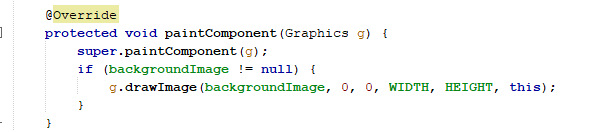 @Override
protected void paintComponent(Graphics g) {
    super.paintComponent(g);
    if (backgroundImage != null) {
        g.drawImage(backgroundImage, 0, 0, WIDTH, HEIGHT, this);
    }
}